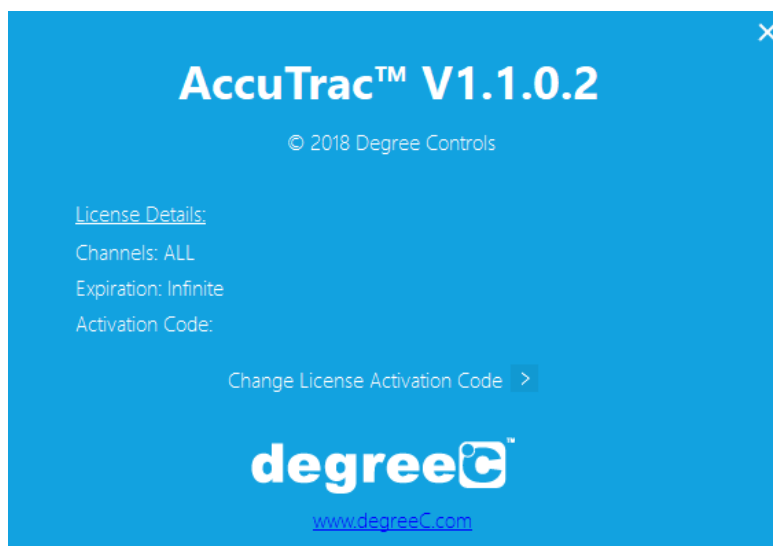 AccuTrac™ V1.1.0.2
© 2018 Degree Controls
License Details:
Channels: ALL
Expiration: Infinite
Activation Code:
Change License Activation Code >
degreeC™
www.degreeC.com